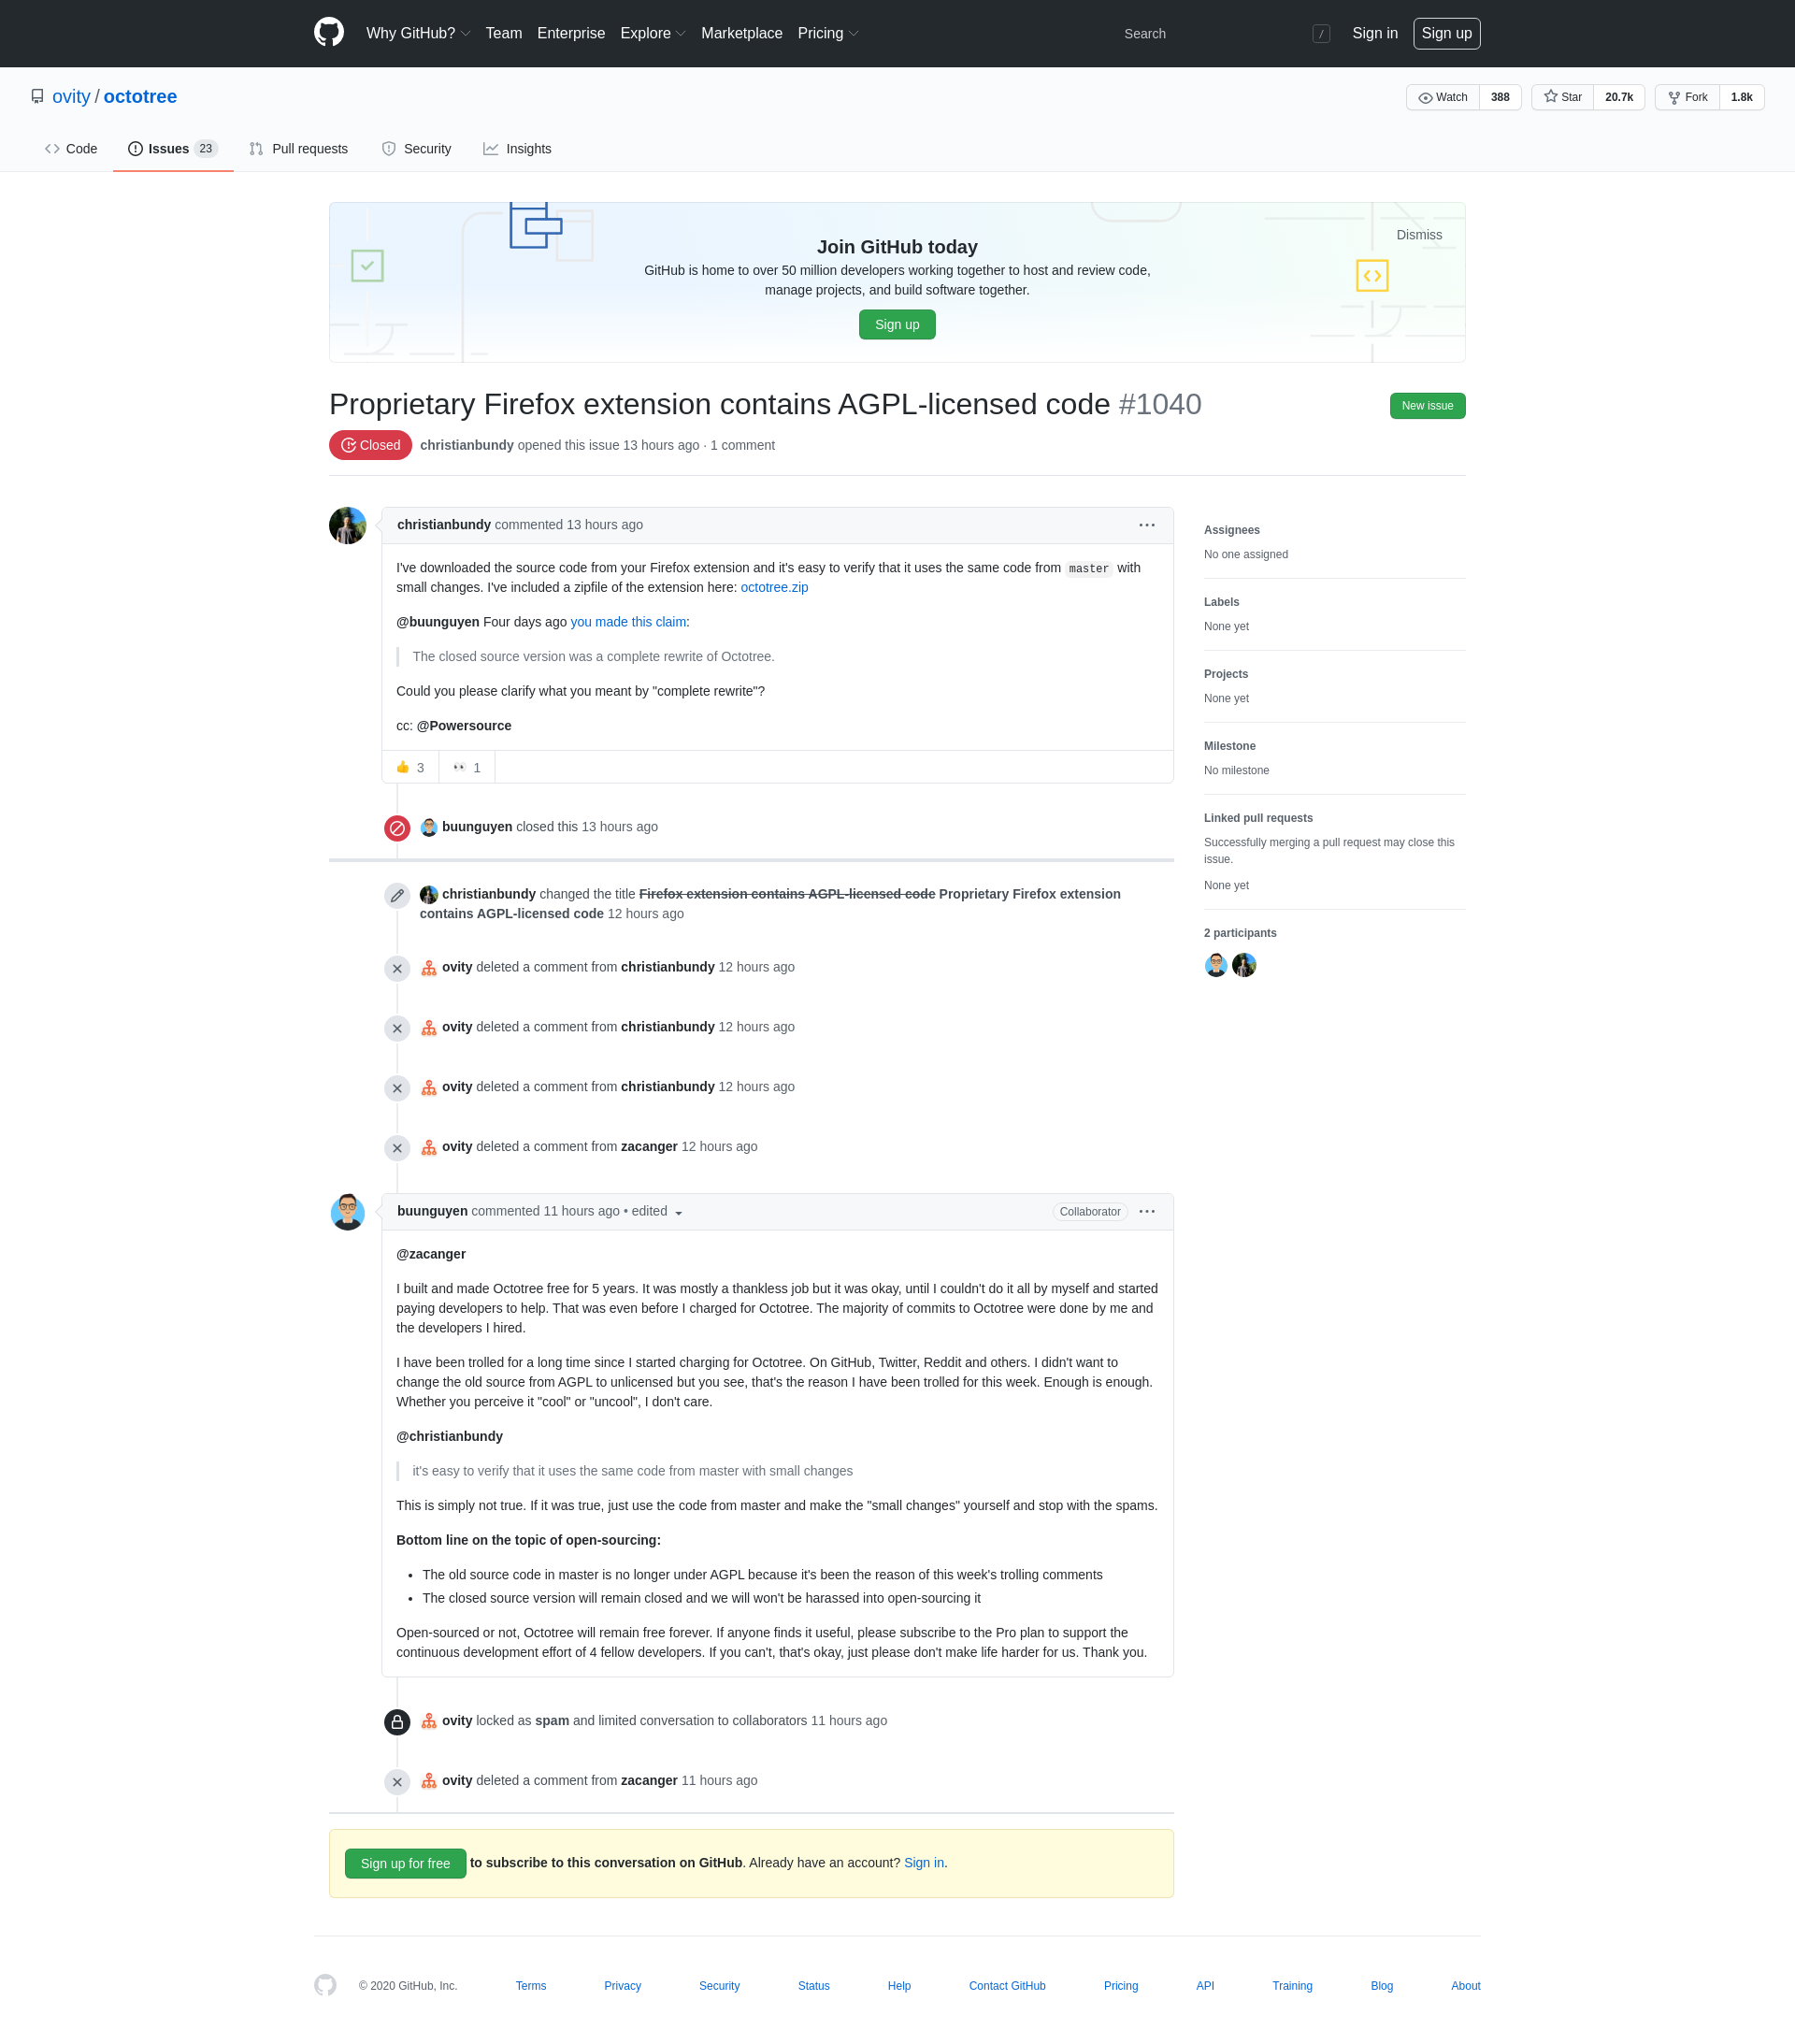 Why GitHub? Team Enterprise Explore Marketplace Pricing Search / Sign in Sign up
ovity / octotree
Watch 388 Star 20.7k Fork 1.8k
Code Issues 23 Pull requests Security Insights
Dismiss
Join GitHub today
GitHub is home to over 50 million developers working together to host and review code,
manage projects, and build software together.
Sign up
Proprietary Firefox extension contains AGPL-licensed code #1040
New issue
Closed christianbundy opened this issue 13 hours ago · 1 comment
christianbundy commented 13 hours ago
I've downloaded the source code from your Firefox extension and it's easy to verify that it uses the same code from master with
small changes. I've included a zipfile of the extension here: octotree.zip
@buunguyen Four days ago you made this claim:
The closed source version was a complete rewrite of Octotree.
Could you please clarify what you meant by "complete rewrite"?
cc: @Powersource
👍 3 👀 1
buunguyen closed this 13 hours ago
christianbundy changed the title Firefox extension contains AGPL-licensed code Proprietary Firefox extension
contains AGPL-licensed code 12 hours ago
ovity deleted a comment from christianbundy 12 hours ago
ovity deleted a comment from christianbundy 12 hours ago
ovity deleted a comment from christianbundy 12 hours ago
ovity deleted a comment from zacanger 12 hours ago
buunguyen commented 11 hours ago • edited
Collaborator
@zacanger
I built and made Octotree free for 5 years. It was mostly a thankless job but it was okay, until I couldn't do it all by myself and started
paying developers to help. That was even before I charged for Octotree. The majority of commits to Octotree were done by me and
the developers I hired.
I have been trolled for a long time since I started charging for Octotree. On GitHub, Twitter, Reddit and others. I didn't want to
change the old source from AGPL to unlicensed but you see, that's the reason I have been trolled for this week. Enough is enough.
Whether you perceive it "cool" or "uncool", I don't care.
@christianbundy
it's easy to verify that it uses the same code from master with small changes
This is simply not true. If it was true, just use the code from master and make the "small changes" yourself and stop with the spams.
Bottom line on the topic of open-sourcing:
• The old source code in master is no longer under AGPL because it's been the reason of this week's trolling comments
• The closed source version will remain closed and we will won't be harassed into open-sourcing it
Open-sourced or not, Octotree will remain free forever. If anyone finds it useful, please subscribe to the Pro plan to support the
continuous development effort of 4 fellow developers. If you can't, that's okay, just please don't make life harder for us. Thank you.
ovity locked as spam and limited conversation to collaborators 11 hours ago
ovity deleted a comment from zacanger 11 hours ago
Sign up for free to subscribe to this conversation on GitHub. Already have an account? Sign in.
Assignees
No one assigned
Labels
None yet
Projects
None yet
Milestone
No milestone
Linked pull requests
Successfully merging a pull request may close this
issue.
None yet
2 participants
© 2020 GitHub, Inc. Terms Privacy Security Status Help Contact GitHub Pricing API Training Blog About